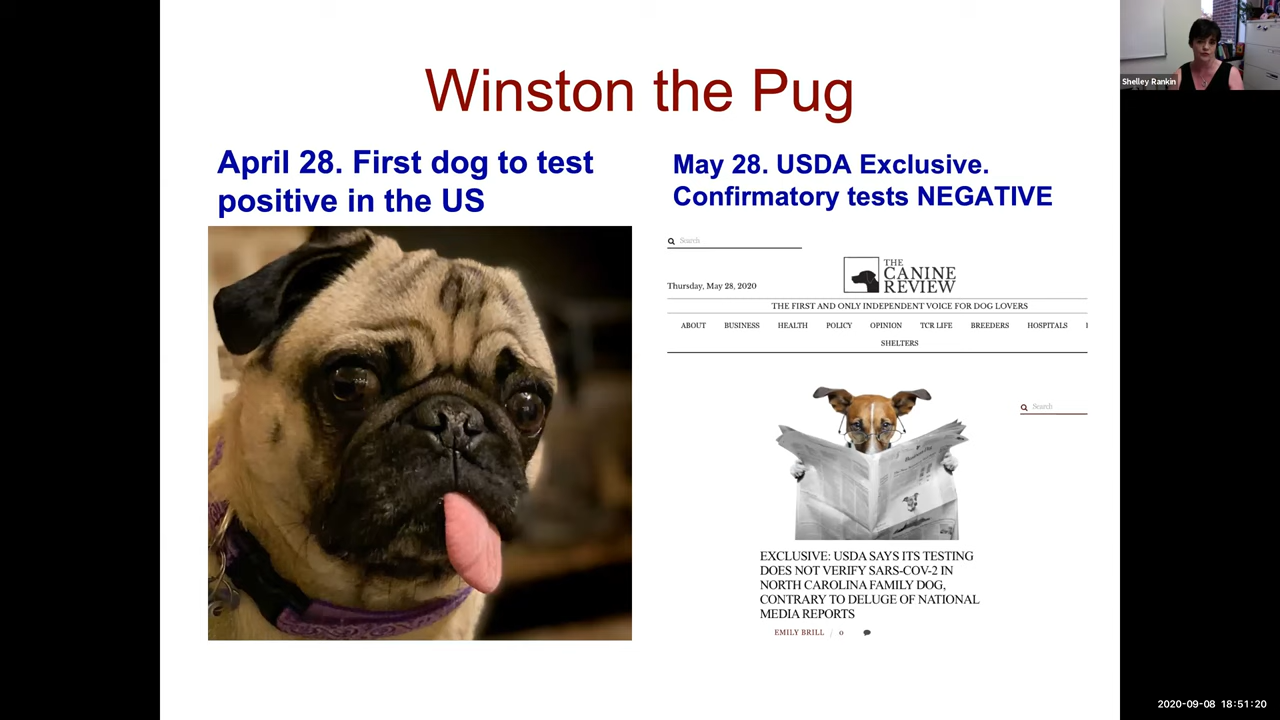 Winston the Pug
April 28. First dog to test
positive in the US
May 28. USDA Exclusive.
Confirmatory tests NEGATIVE
Search
Thursday, May 28, 2020
THE
CANINE
REVIEW
THE FIRST AND ONLY INDEPENDENT VOICE FOR DOG LOVERS
ABOUT BUSINESS HEALTH POLICY OPINION TCR LIFE BREEDERS HOSPITALS
SHELTERS
Search
EXCLUSIVE: USDA SAYS ITS TESTING
DOES NOT VERIFY SARS-COV-2 IN
NORTH CAROLINA FAMILY DOG,
CONTRARY TO DELUGE OF NATIONAL
MEDIA REPORTS
EMILY BRILL / 0
Shelley Rankin
2020-09-08 18:51:20